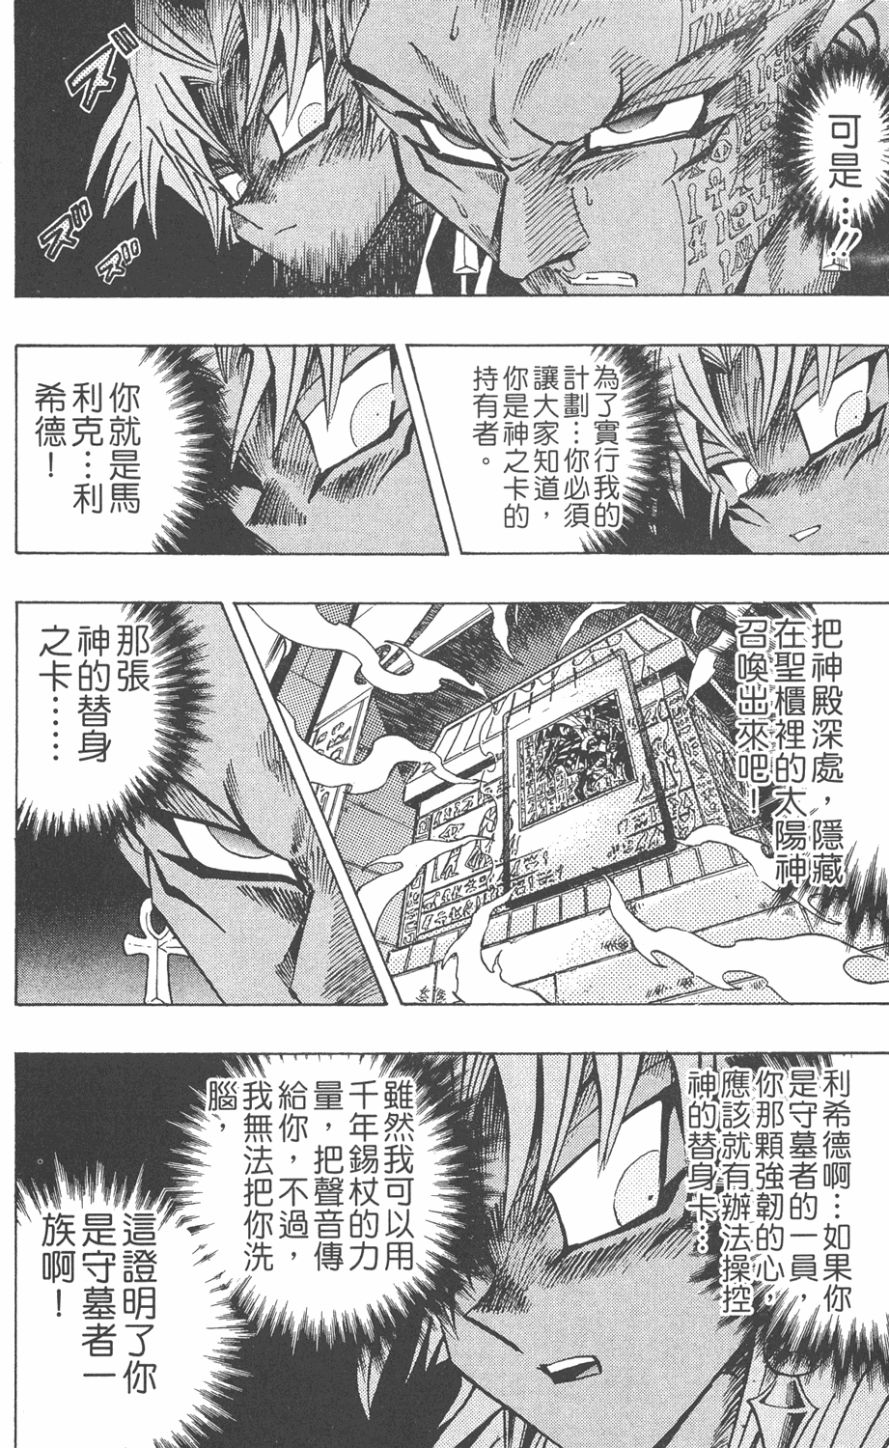 可是…!!
為了實行我的
計劃…你必須
讓大家知道，
你是神之卡的
持有者。
你就是馬
利克…利
希德！
把神殿深處，隱藏
在聖櫃裡的太陽神
召喚出來吧！
那張
神的替身
之卡……
利希德啊…如果你
是守墓者的一員，
你那顆強韌的心，
應該就有辦法操控
神的替身卡…
雖然我可以用
千年錫杖的力
量，把聲音傳
給你，不過，
我無法把你洗
腦，
這證明了你
是守墓者一
族啊！